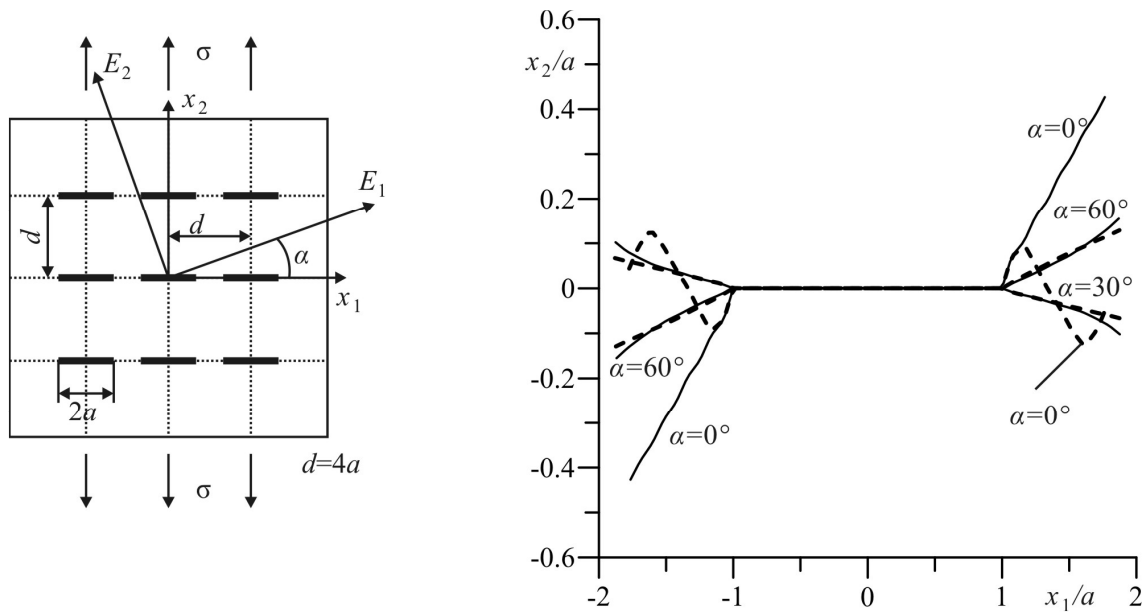 σ
E₂
x₂
E₁
d
d
α
x₁
2a
d=4a
σ
0.6
x₂/a
0.4
α=0°
0.2
α=60°
0
α=30°
-0.2
α=60°
α=0°
α=0°
-0.4
-0.6
-2
-1
0
1
x₁/a
2